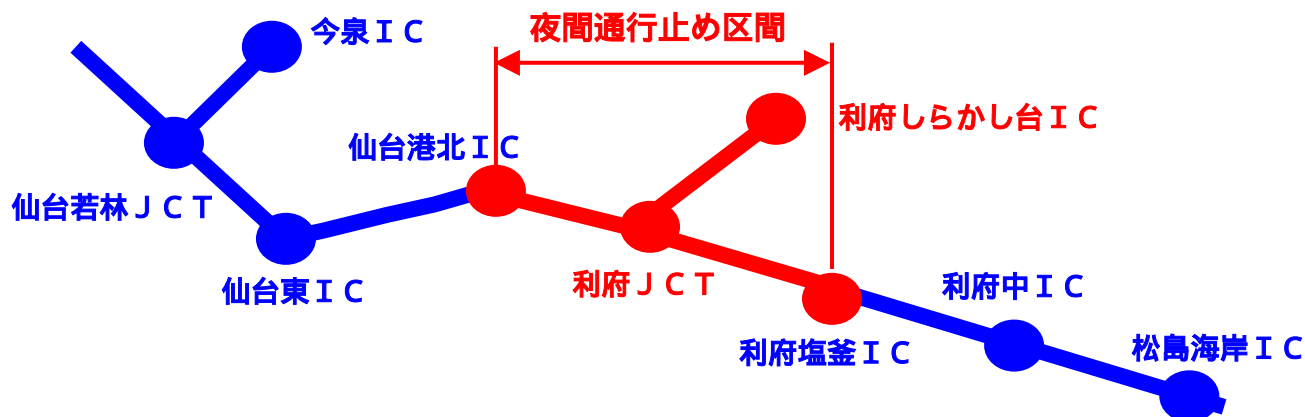 夜間通行止め区間
今泉ＩＣ
利府しらかし台ＩＣ
仙台港北ＩＣ
仙台若林ＪＣＴ
利府ＪＣＴ
仙台東ＩＣ
利府中ＩＣ
利府塩釜ＩＣ
松島海岸ＩＣ